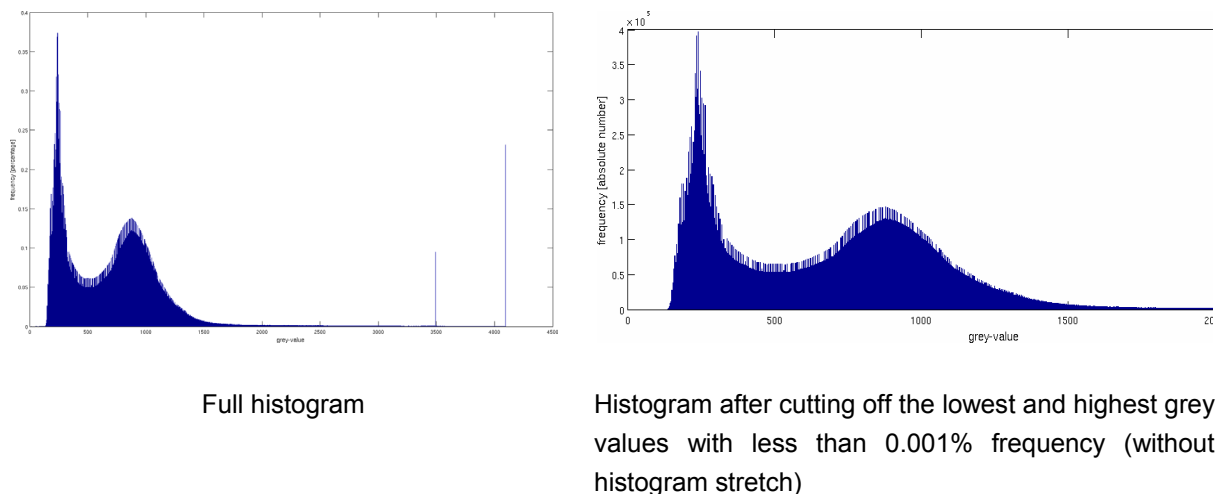 0.4
0.35
0.3
0.25
0.2
0.15
0.1
0.05
0
frequency [percentage]
0 500 1000 1500 2000 2500 3000 3500 4000 4500
grey-value
× 10^5
4
3.5
3
2.5
2
1.5
1
0.5
0
frequency [absolute number]
0 500 1000 1500 20
grey-value
Full histogram
Histogram after cutting off the lowest and highest grey
values with less than 0.001% frequency (without
histogram stretch)